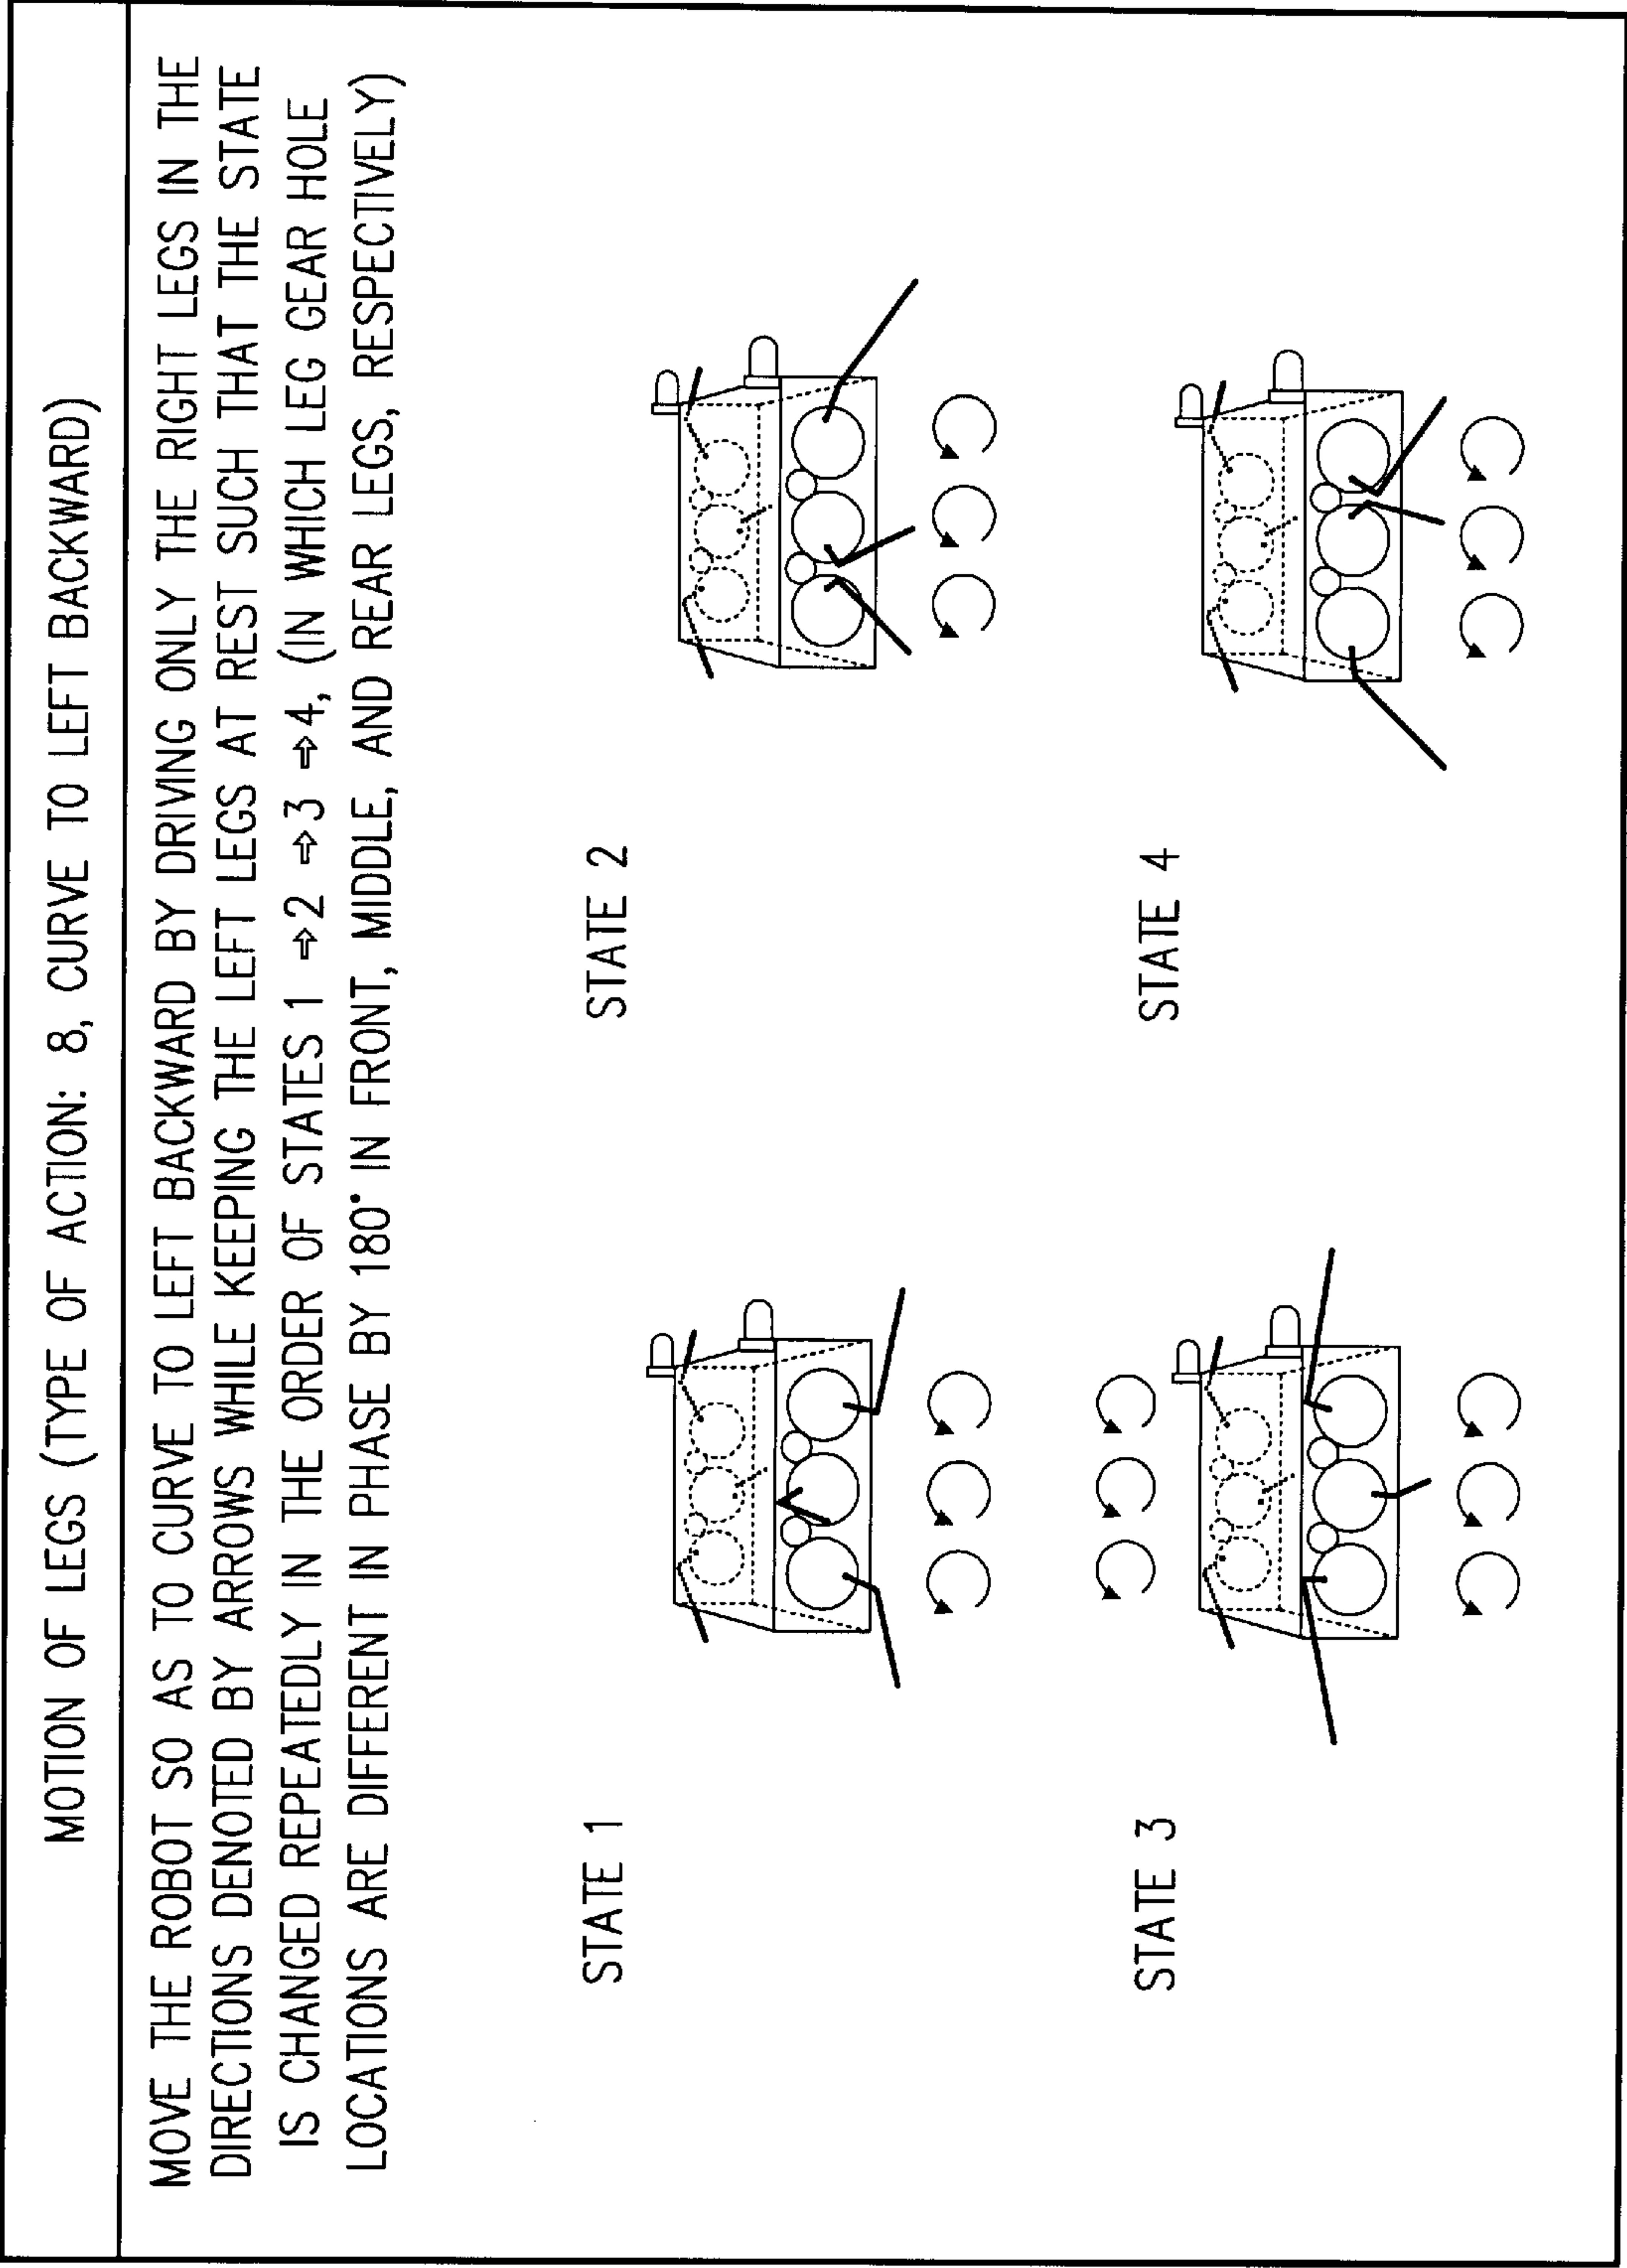 MOTION OF LEGS (TYPE OF ACTION: 8, CURVE TO LEFT BACKWARD)
MOVE THE ROBOT SO AS TO CURVE TO LEFT BACKWARD BY DRIVING ONLY THE RIGHT LEGS IN THE
DIRECTIONS DENOTED BY ARROWS WHILE KEEPING THE LEFT LEGS AT REST SUCH THAT THE STATE
IS CHANGED REPEATEDLY IN THE ORDER OF STATES 1 ⇨2 ⇨3 ⇨4, (IN WHICH LEG GEAR HOLE
LOCATIONS ARE DIFFERENT IN PHASE BY 180° IN FRONT, MIDDLE, AND REAR LEGS, RESPECTIVELY)
STATE 1
STATE 2
STATE 3
STATE 4